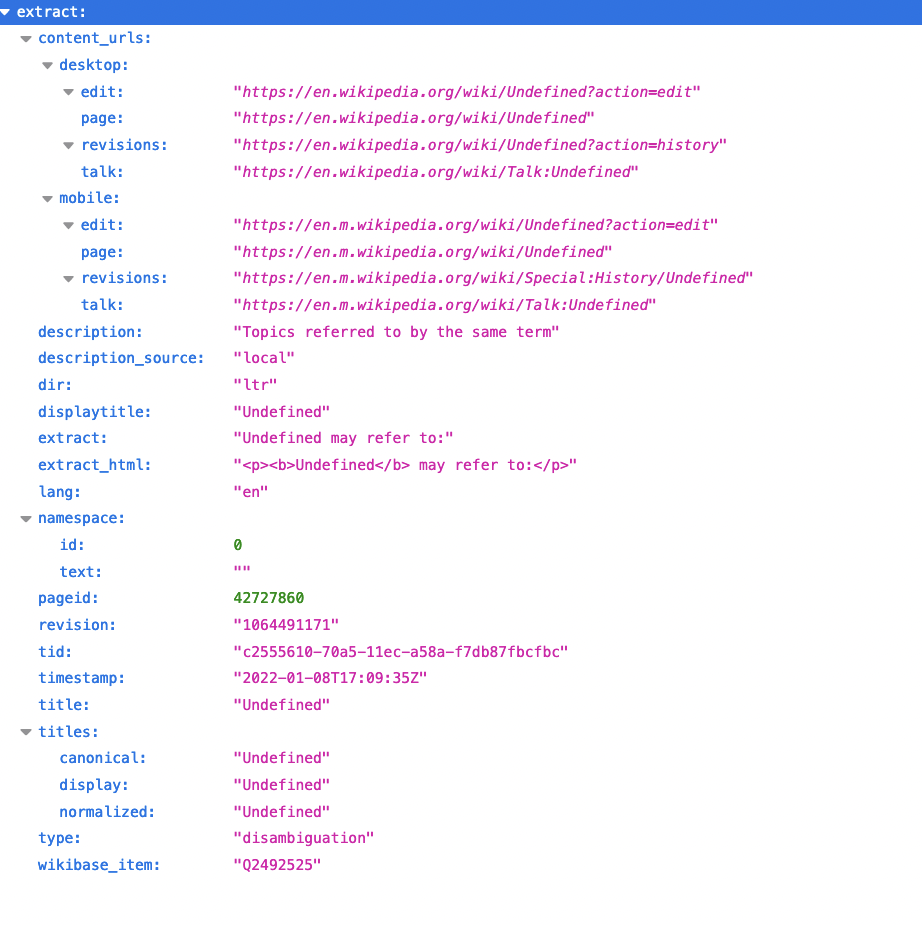 extract:
content_urls:
desktop:
edit: "https://en.wikipedia.org/wiki/Undefined?action=edit"
page: "https://en.wikipedia.org/wiki/Undefined"
revisions: "https://en.wikipedia.org/wiki/Undefined?action=history"
talk: "https://en.wikipedia.org/wiki/Talk:Undefined"
mobile:
edit: "https://en.m.wikipedia.org/wiki/Undefined?action=edit"
page: "https://en.m.wikipedia.org/wiki/Undefined"
revisions: "https://en.m.wikipedia.org/wiki/Special:History/Undefined"
talk: "https://en.m.wikipedia.org/wiki/Talk:Undefined"
description: "Topics referred to by the same term"
description_source: "local"
dir: "ltr"
displaytitle: "Undefined"
extract: "Undefined may refer to:"
extract_html: "<p><b>Undefined</b> may refer to:</p>"
lang: "en"
namespace:
id: 0
text: ""
pageid: 42727860
revision: "1064491171"
tid: "c2555610-70a5-11ec-a58a-f7db87fbcfbc"
timestamp: "2022-01-08T17:09:35Z"
title: "Undefined"
titles:
canonical: "Undefined"
display: "Undefined"
normalized: "Undefined"
type: "disambiguation"
wikibase_item: "Q2492525"